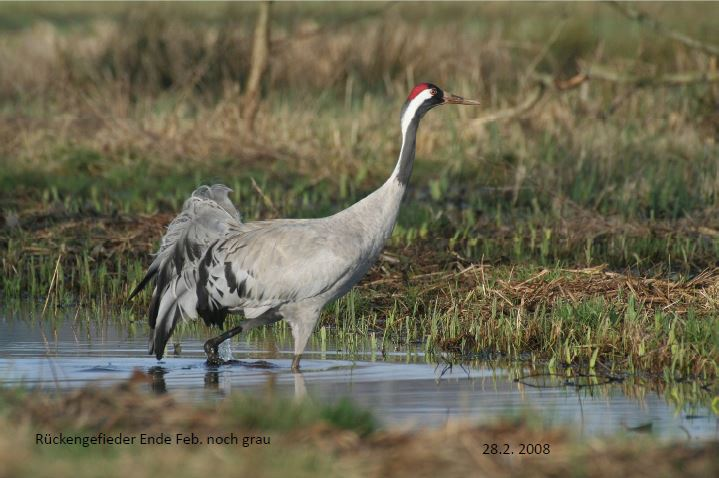 Rückengefieder Ende Feb. noch grau
28.2. 2008